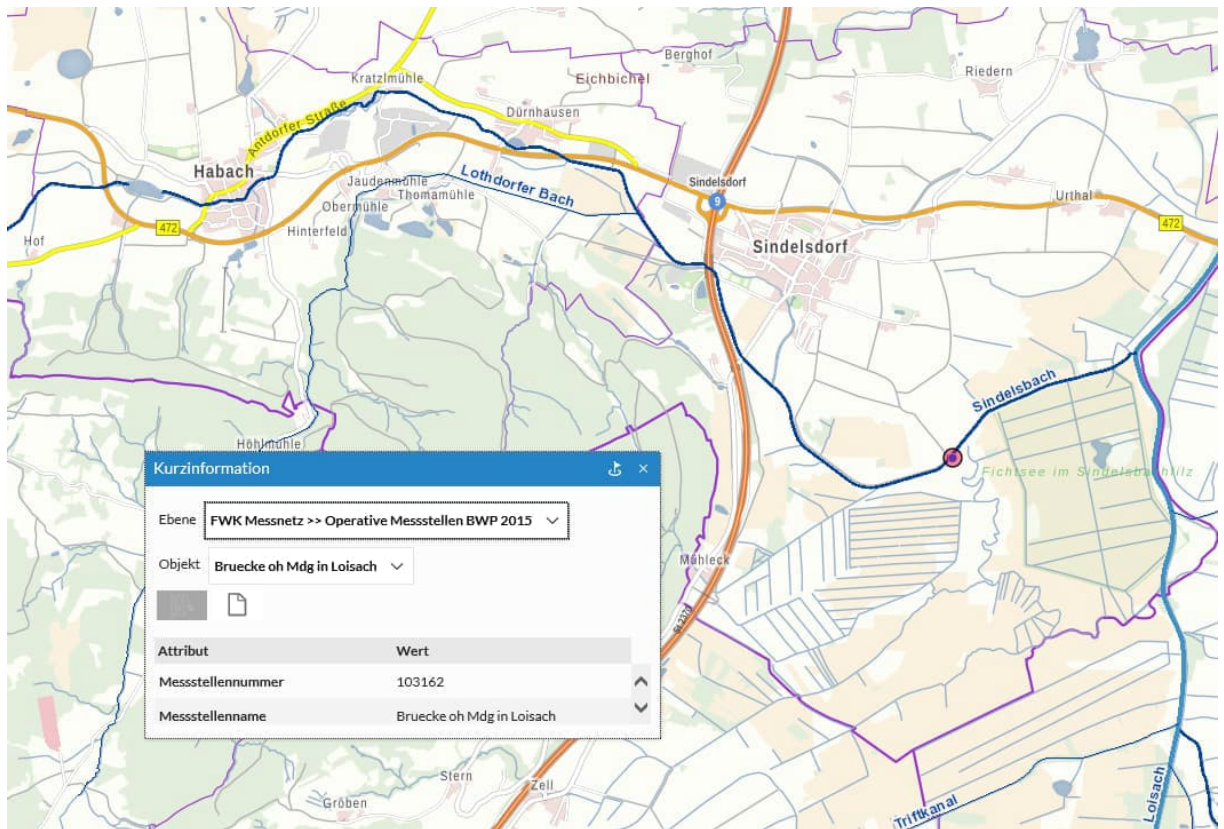 Berghof
Kratzlmühle
Eichbichel
Riedern
Dürnhausen
Antdorfer Straße
Habach
Lothdorfer Bach
Sindelsdorf
Jaudenmühle
Thomamühle
Obermühle
9
Urthal
472
472
Hof
Hinterfeld
Sindelsdorf
Sindelsbach
Höhlmühle
Fichtsee im Sindelsbachfilz
Kurzinformation
Ebene FWK Messnetz >> Operative Messstellen BWP 2015
Objekt Bruecke oh Mdg in Loisach
Attribut Wert
Messstellennummer 103162
Messstellenname Bruecke oh Mdg in Loisach
Mühleck
St 2370
Stern
Zell
Gröben
Triftkanal
Loisach